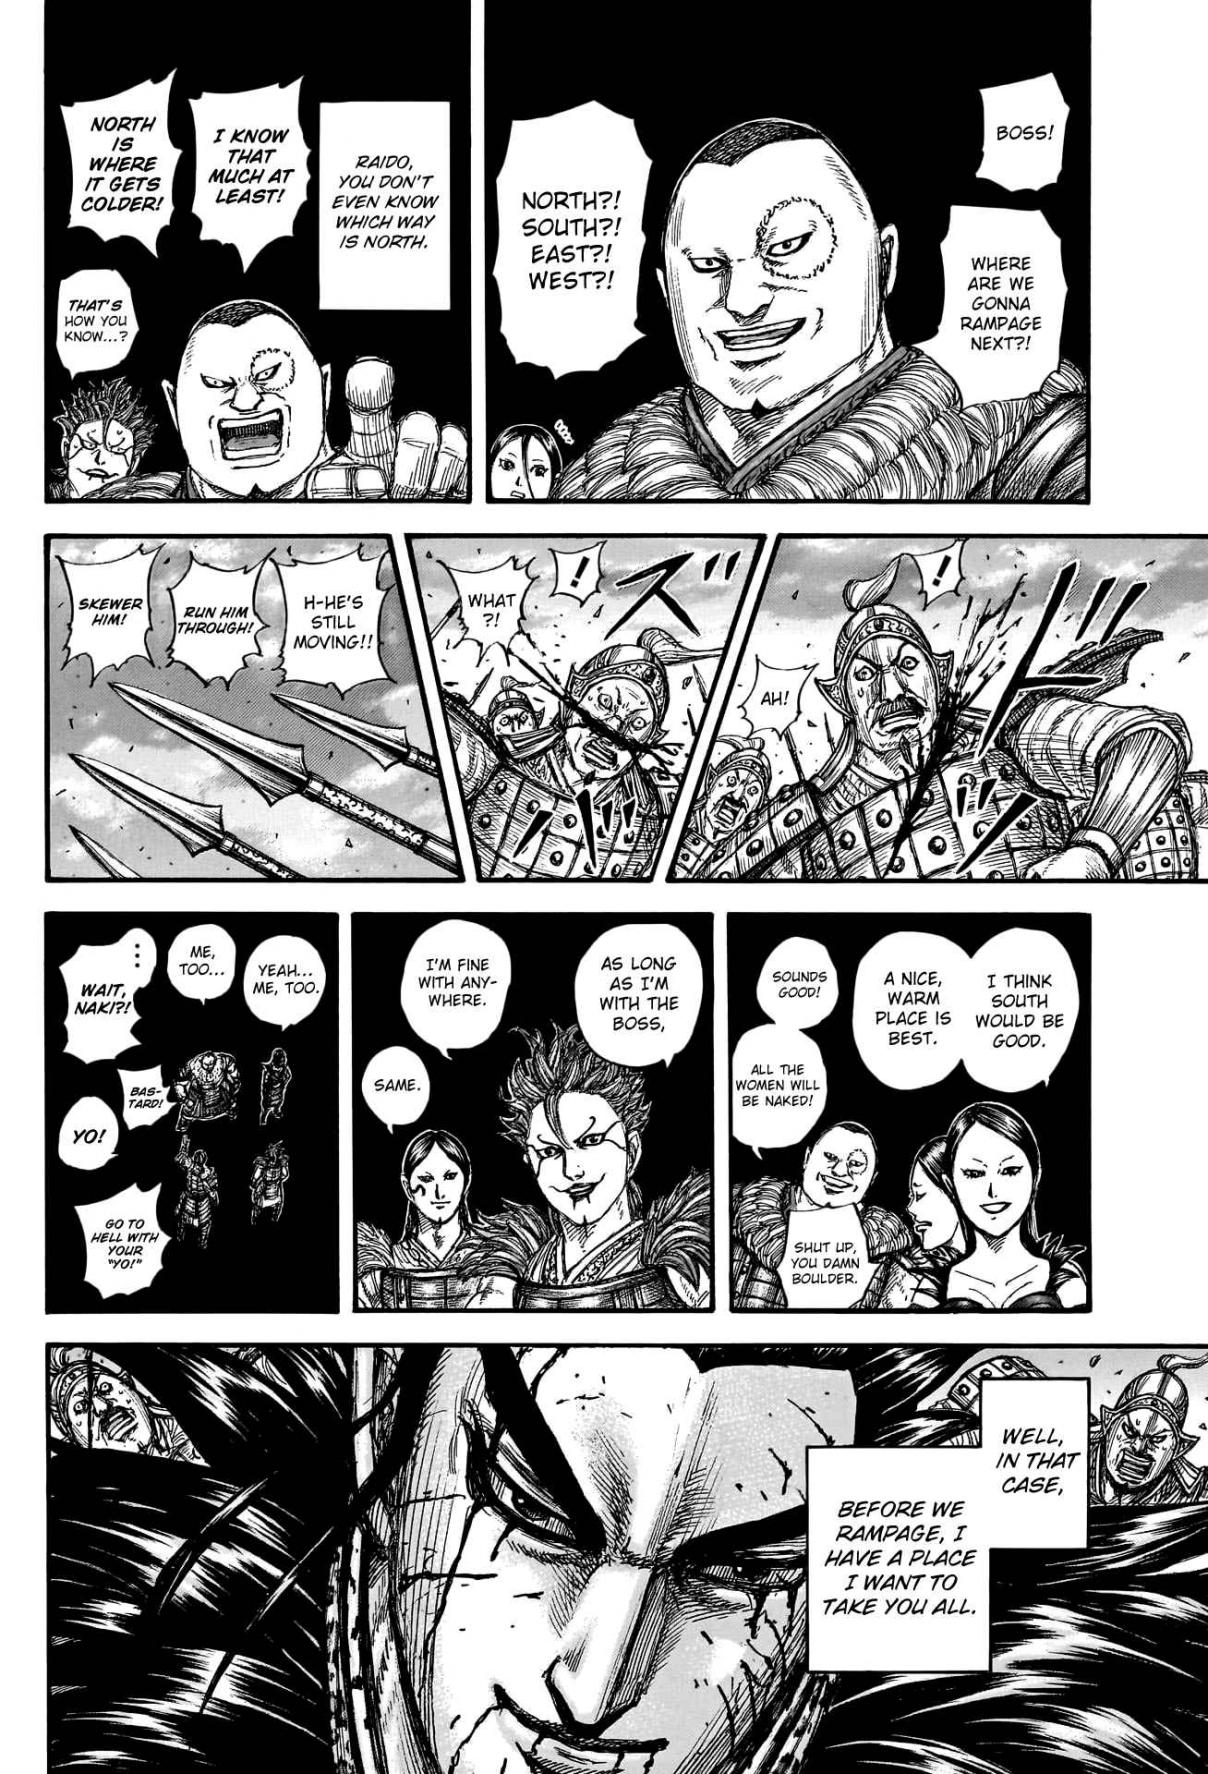 BOSS!
WHERE
ARE WE
GONNA
RAMPAGE
NEXT?!
NORTH?!
SOUTH?!
EAST?!
WEST?!
RAIDO,
YOU DON'T
EVEN KNOW
WHICH WAY
IS NORTH.
I KNOW
THAT
MUCH AT
LEAST!
NORTH
IS
WHERE
IT GETS
COLDER!
THAT'S
HOW YOU
KNOW...?
!
AH!
ドッ
!
ズッ
WHAT
?!
H-HE'S
STILL
MOVING!!
RUN HIM
THROUGH!
SKEWER
HIM!
I THINK
SOUTH
WOULD BE
GOOD.
A NICE,
WARM
PLACE IS
BEST.
SOUNDS
GOOD!
ALL THE
WOMEN WILL
BE NAKED!
SHUT UP,
YOU DAMN
BOULDER.
AS LONG
AS I'M
WITH THE
BOSS,
I'M FINE
WITH ANY-
WHERE.
SAME.
YEAH...
ME, TOO.
ME,
TOO...
...
WAIT,
NAKI?!
BAS-
TARD!
YO!
GO TO
HELL WITH
YOUR
"YO!"
WELL,
IN THAT
CASE,
BEFORE WE
RAMPAGE, I
HAVE A PLACE
I WANT TO
TAKE YOU ALL.